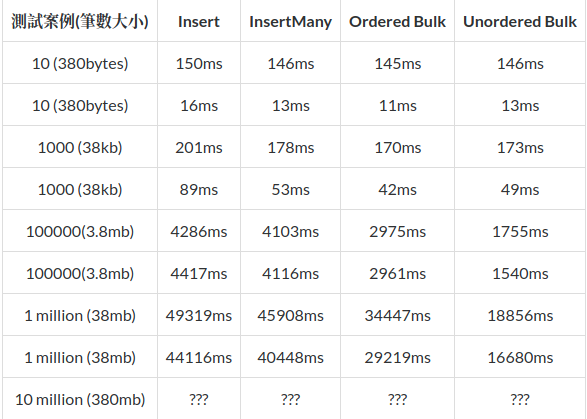 測試案例(筆數大小) Insert InsertMany Ordered Bulk Unordered Bulk
10 (380bytes) 150ms 146ms 145ms 146ms
10 (380bytes) 16ms 13ms 11ms 13ms
1000 (38kb) 201ms 178ms 170ms 173ms
1000 (38kb) 89ms 53ms 42ms 49ms
100000(3.8mb) 4286ms 4103ms 2975ms 1755ms
100000(3.8mb) 4417ms 4116ms 2961ms 1540ms
1 million (38mb) 49319ms 45908ms 34447ms 18856ms
1 million (38mb) 44116ms 40448ms 29219ms 16680ms
10 million (380mb) ??? ??? ??? ???